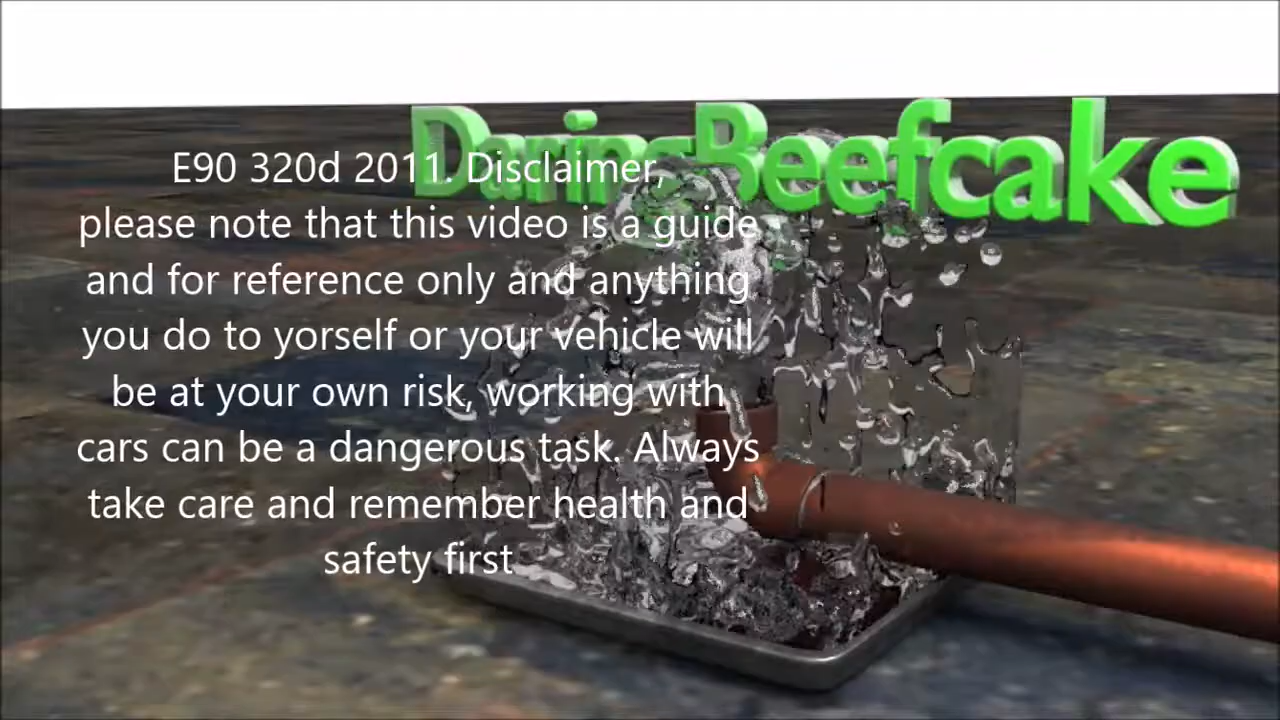 DaringBeefcake
E90 320d 2011. Disclaimer,
please note that this video is a guide
and for reference only and anything
you do to yorself or your vehicle will
be at your own risk, working with
cars can be a dangerous task. Always
take care and remember health and
safety first